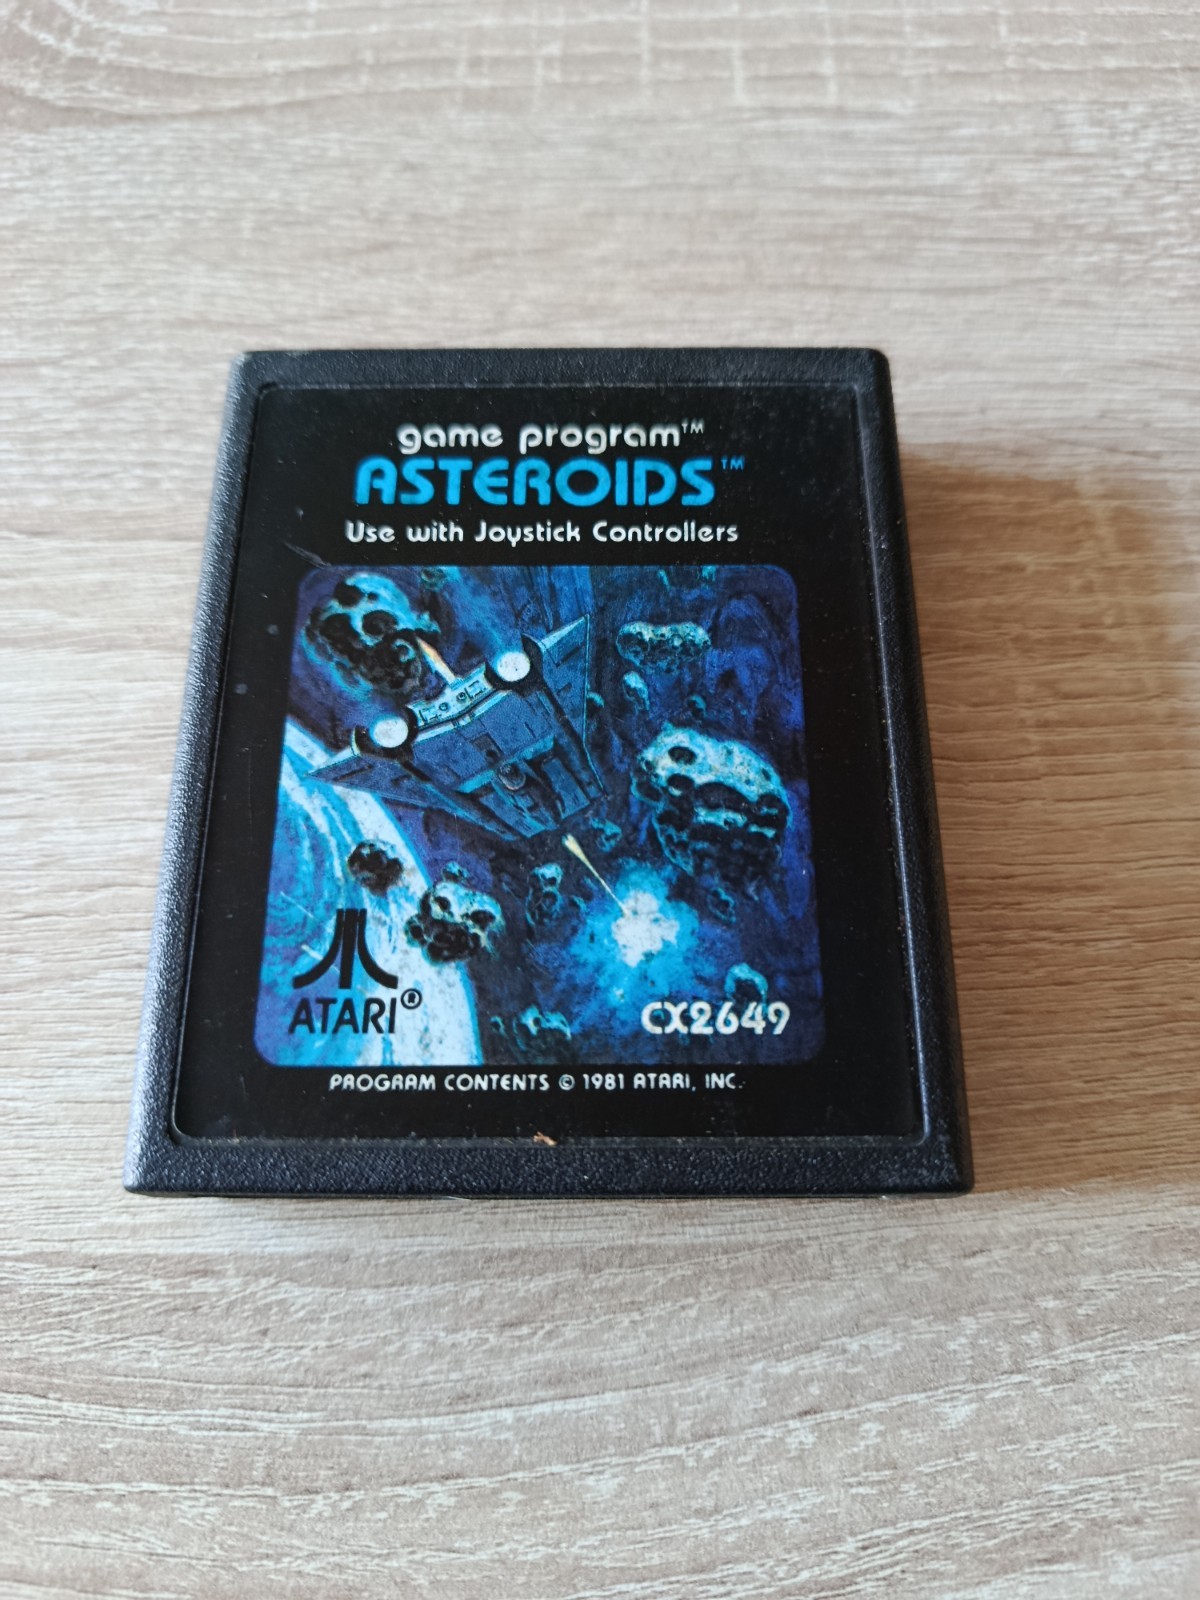 game program™
ASTEROIDS™
Use with Joystick Controllers
ATARI®
CX2649
PROGRAM CONTENTS © 1981 ATARI, INC.